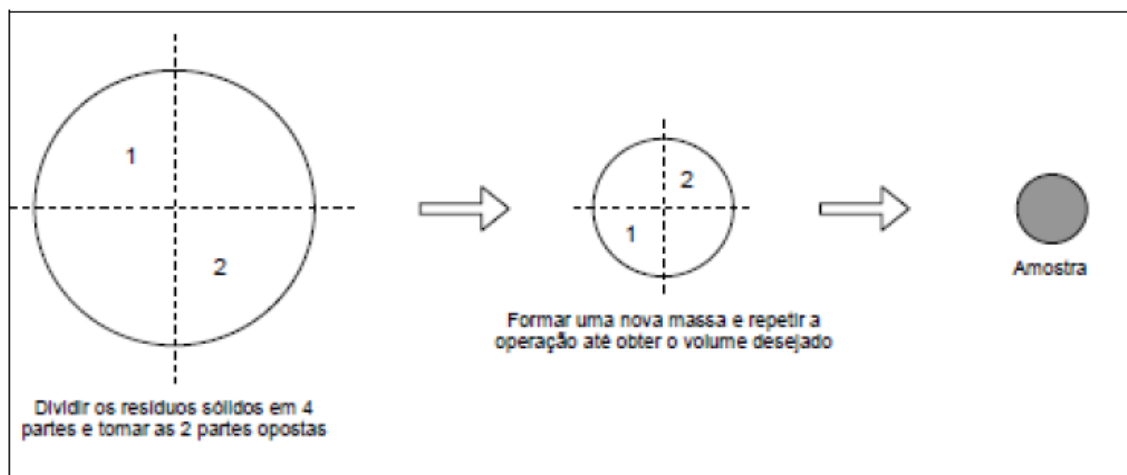 1
2
Dividir os resíduos sólidos em 4
partes e tomar as 2 partes opostas
2
1
Formar uma nova massa e repetir a
operação até obter o volume desejado
Amostra